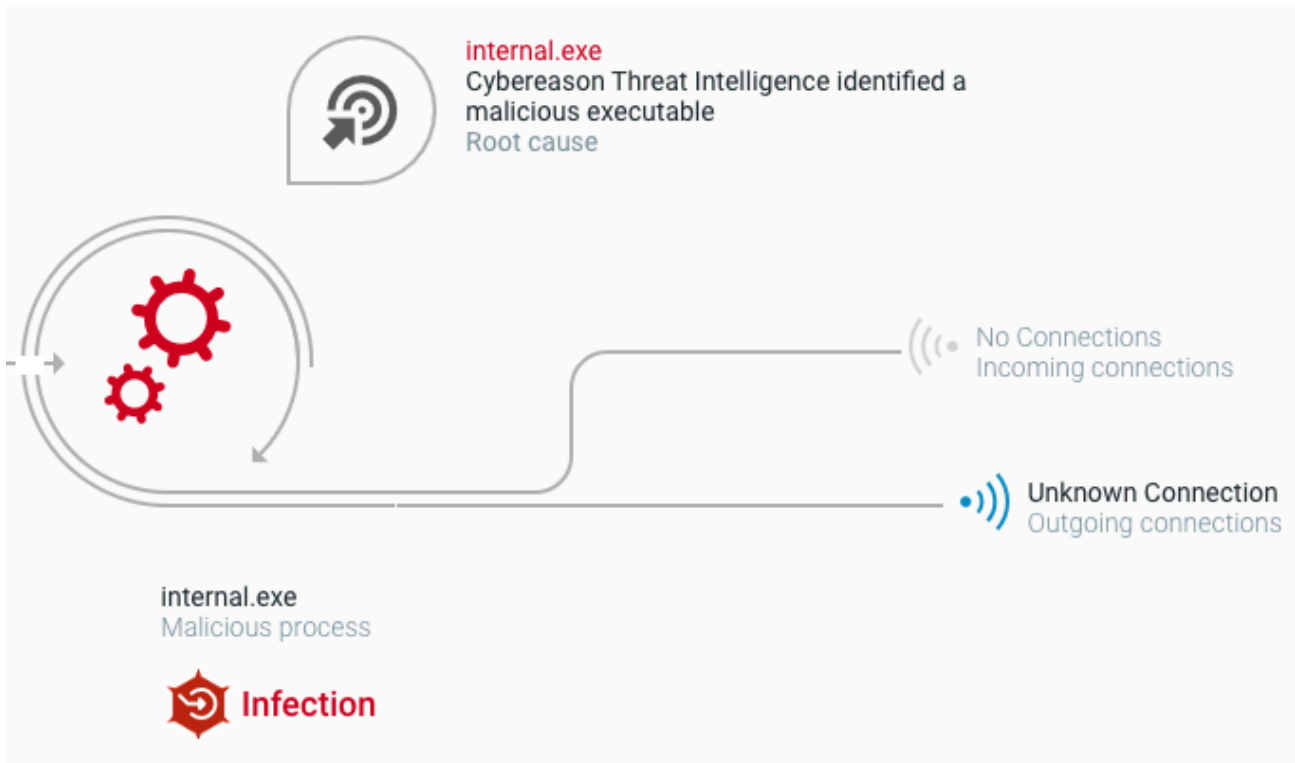 internal.exe
Cybereason Threat Intelligence identified a
malicious executable
Root cause
No Connections
Incoming connections
Unknown Connection
Outgoing connections
internal.exe
Malicious process
Infection